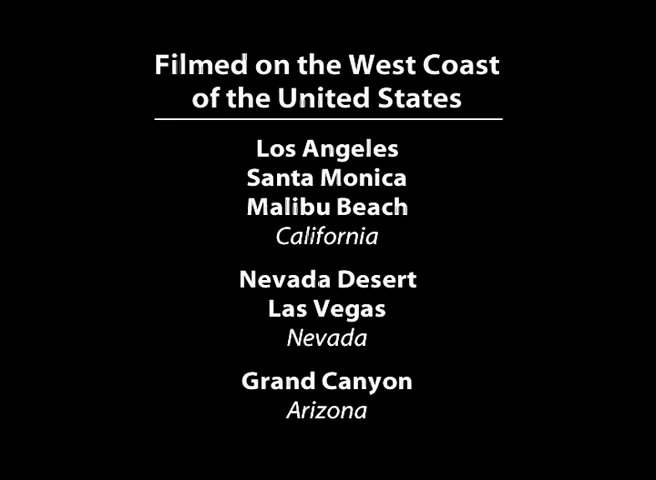 Filmed on the West Coast
of the United States
Los Angeles
Santa Monica
Malibu Beach
California
Nevada Desert
Las Vegas
Nevada
Grand Canyon
Arizona